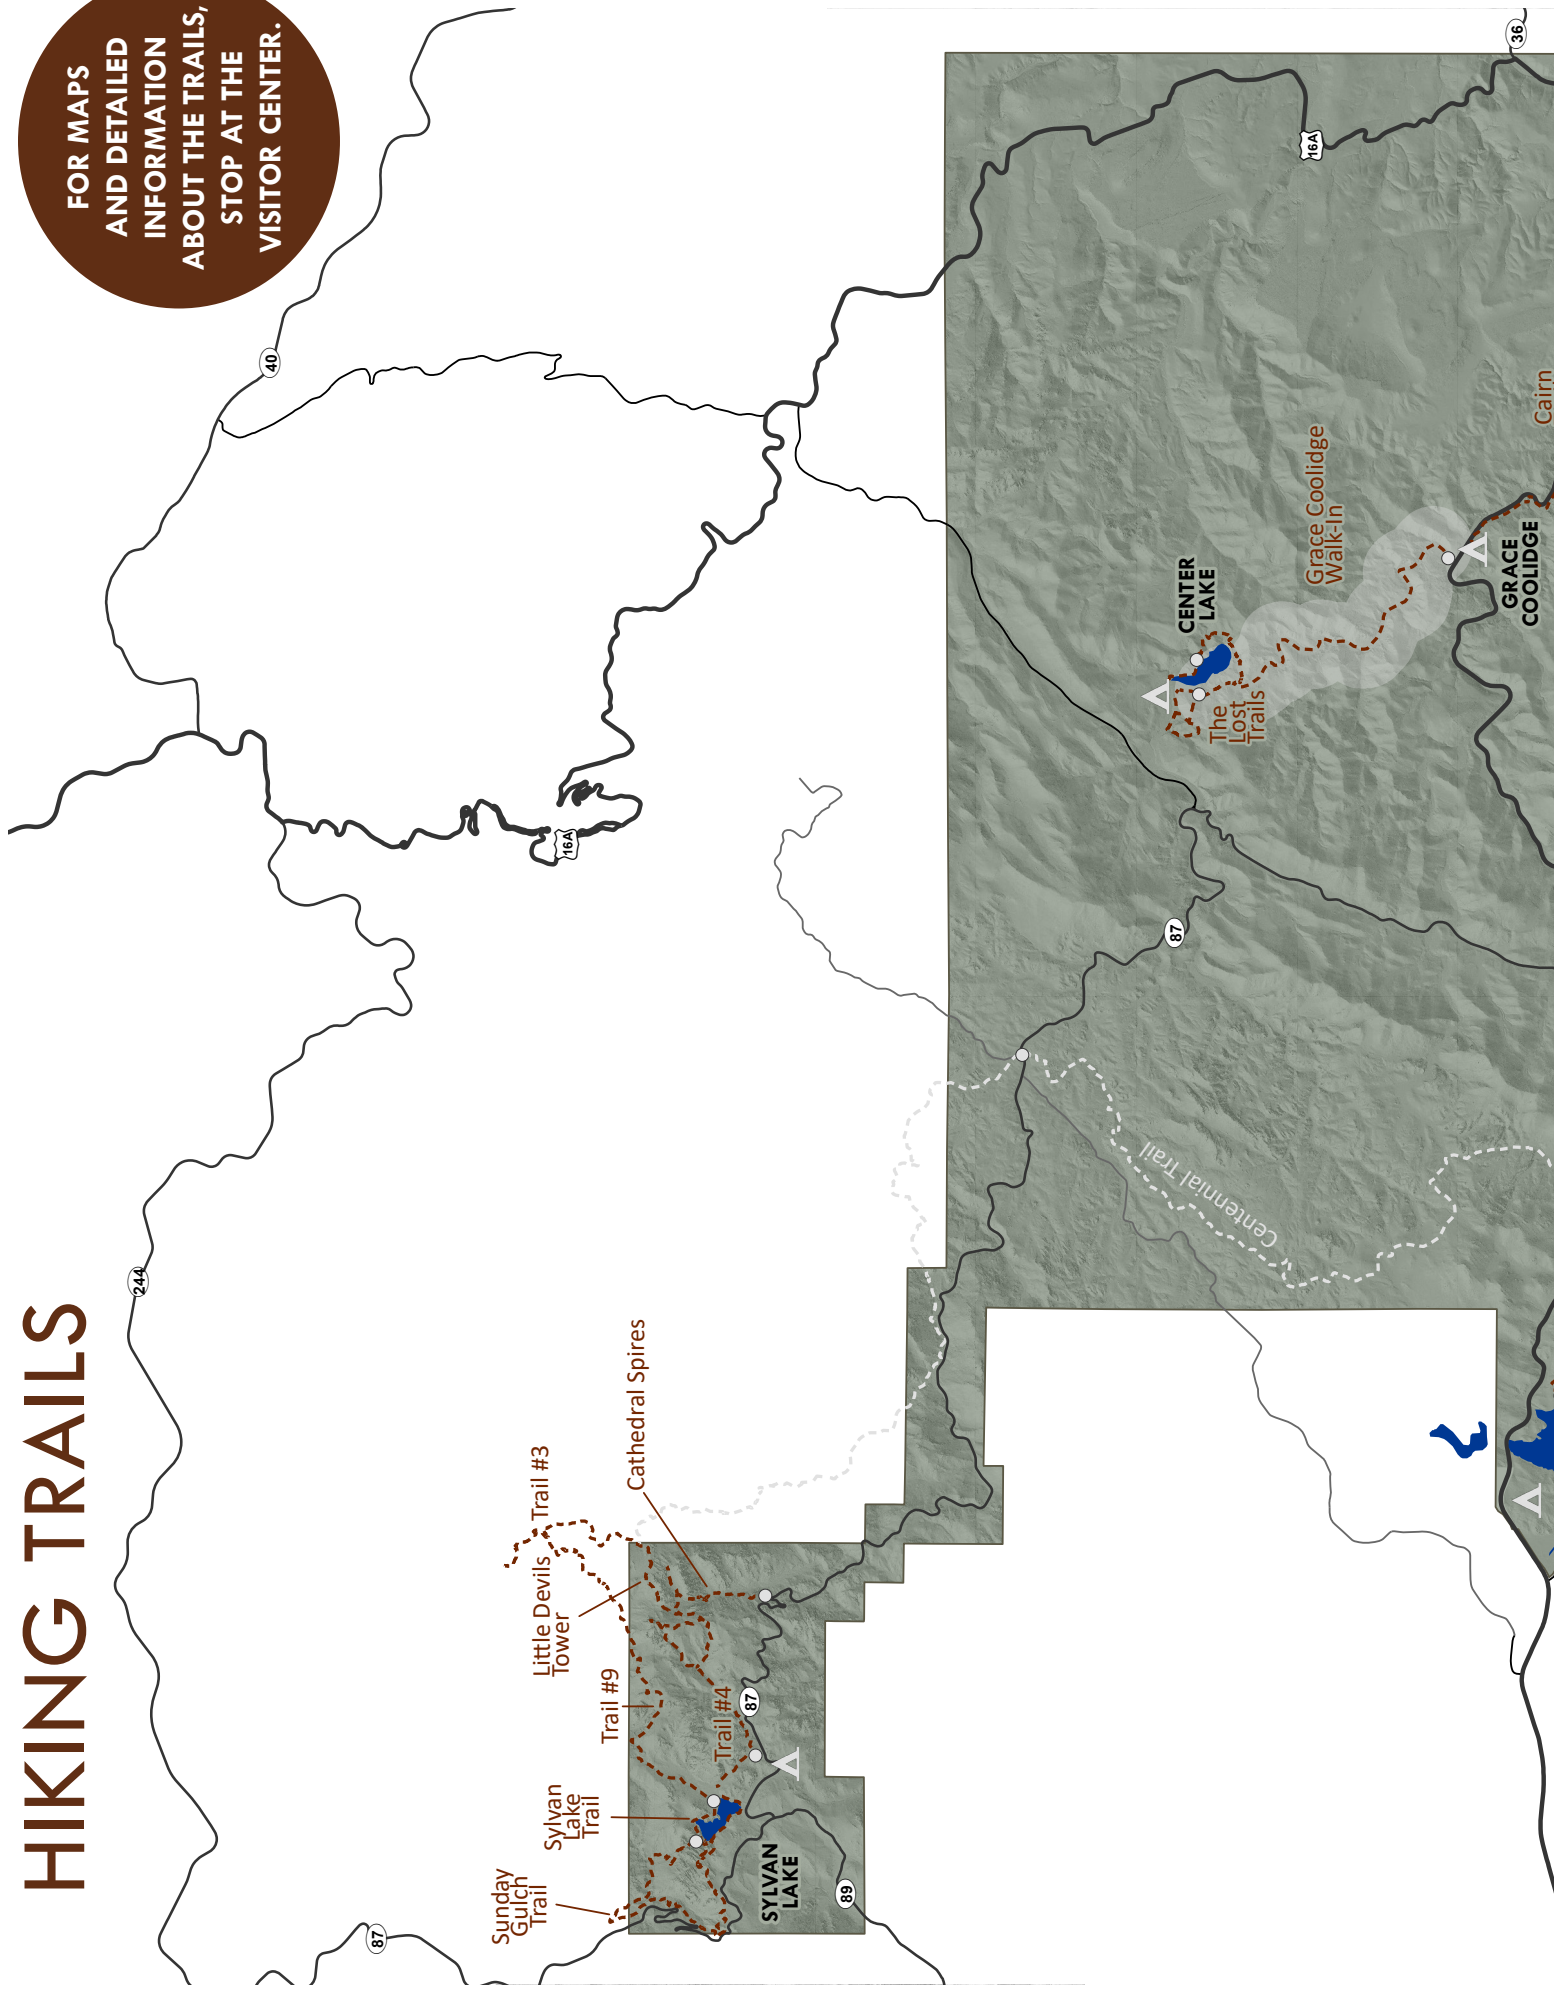 HIKING TRAILS
FOR MAPS
AND DETAILED
INFORMATION
ABOUT THE TRAILS,
STOP AT THE
VISITOR CENTER.
244
40
87
16A
Sunday
Gulch
Trail
Sylvan
Lake
Trail
Trail #9
Little Devils
Tower
Trail #3
Cathedral Spires
Trail #4
87
SYLVAN
LAKE
89
Centennial Trail
87
CENTER
LAKE
The
Lost
Trails
Grace Coolidge
Walk-In
16A
GRACE
COOLIDGE
36
Cairn